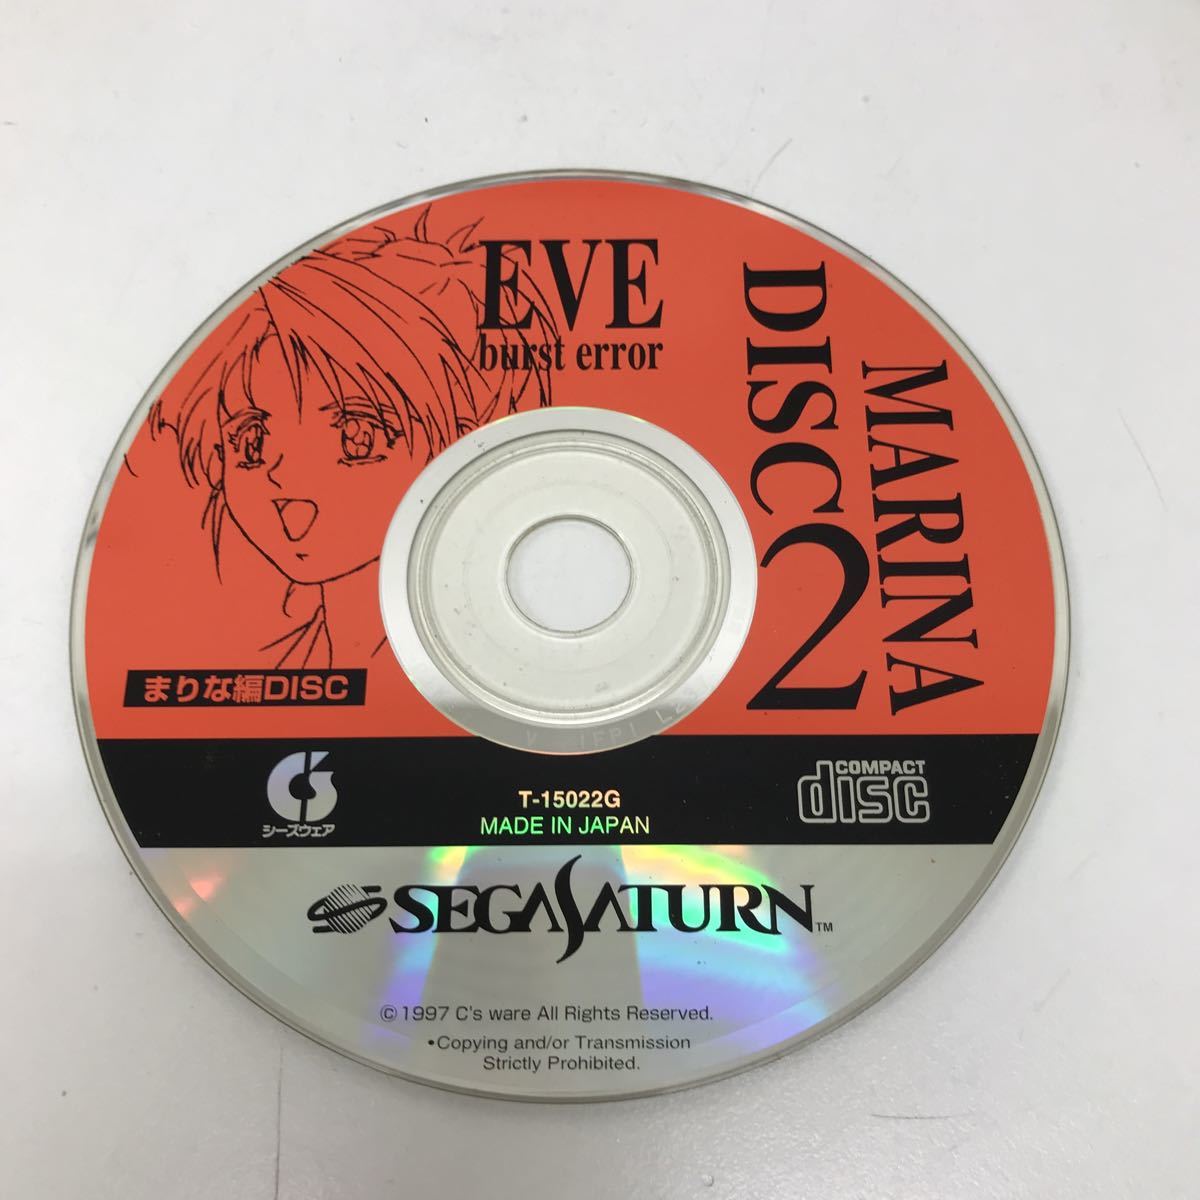 EVE
burst error
MARINA
DISC2
まりな編DISC
C's
シーズウェア
T-15022G
MADE IN JAPAN
COMPACT
disc
SEGASATURN™
© 1997 C's ware All Rights Reserved.
•Copying and/or Transmission
Strictly Prohibited.